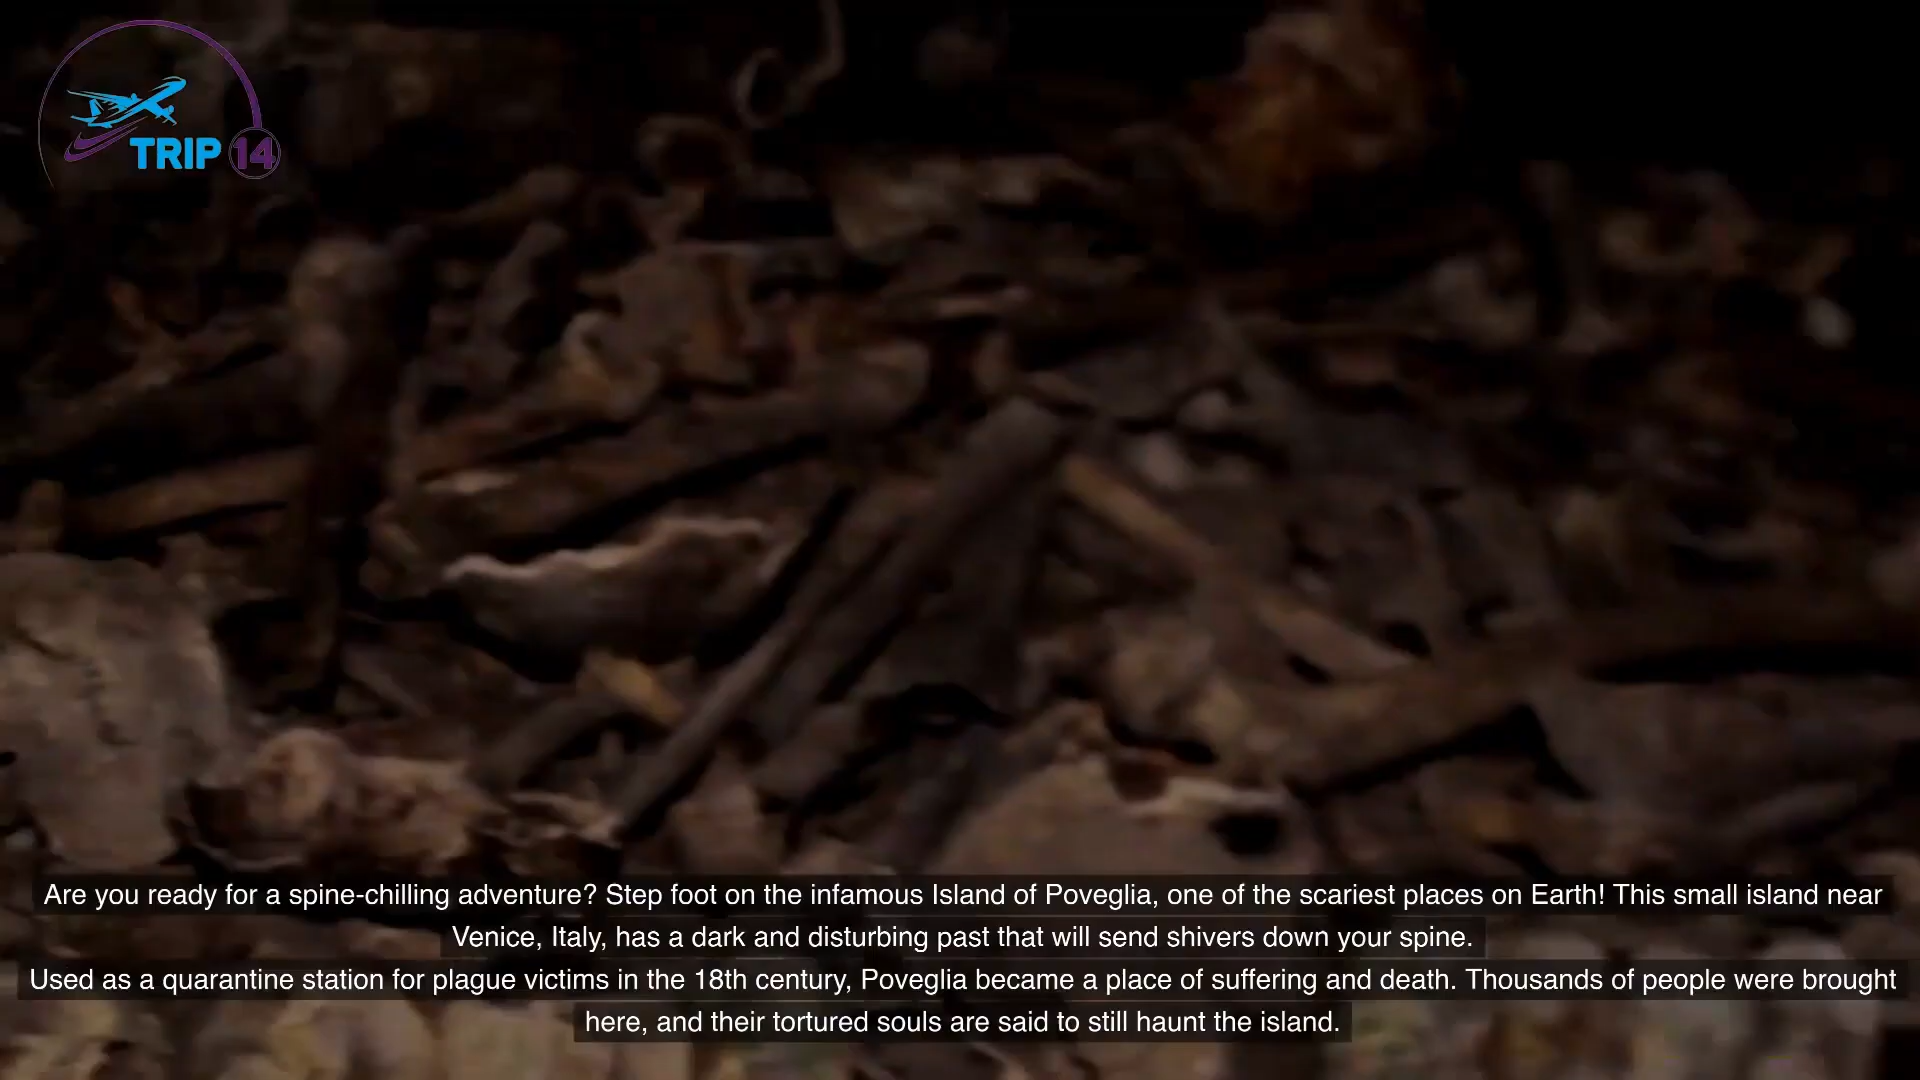 TRIP 14
Are you ready for a spine-chilling adventure? Step foot on the infamous Island of Poveglia, one of the scariest places on Earth! This small island near
Venice, Italy, has a dark and disturbing past that will send shivers down your spine.
Used as a quarantine station for plague victims in the 18th century, Poveglia became a place of suffering and death. Thousands of people were brought
here, and their tortured souls are said to still haunt the island.